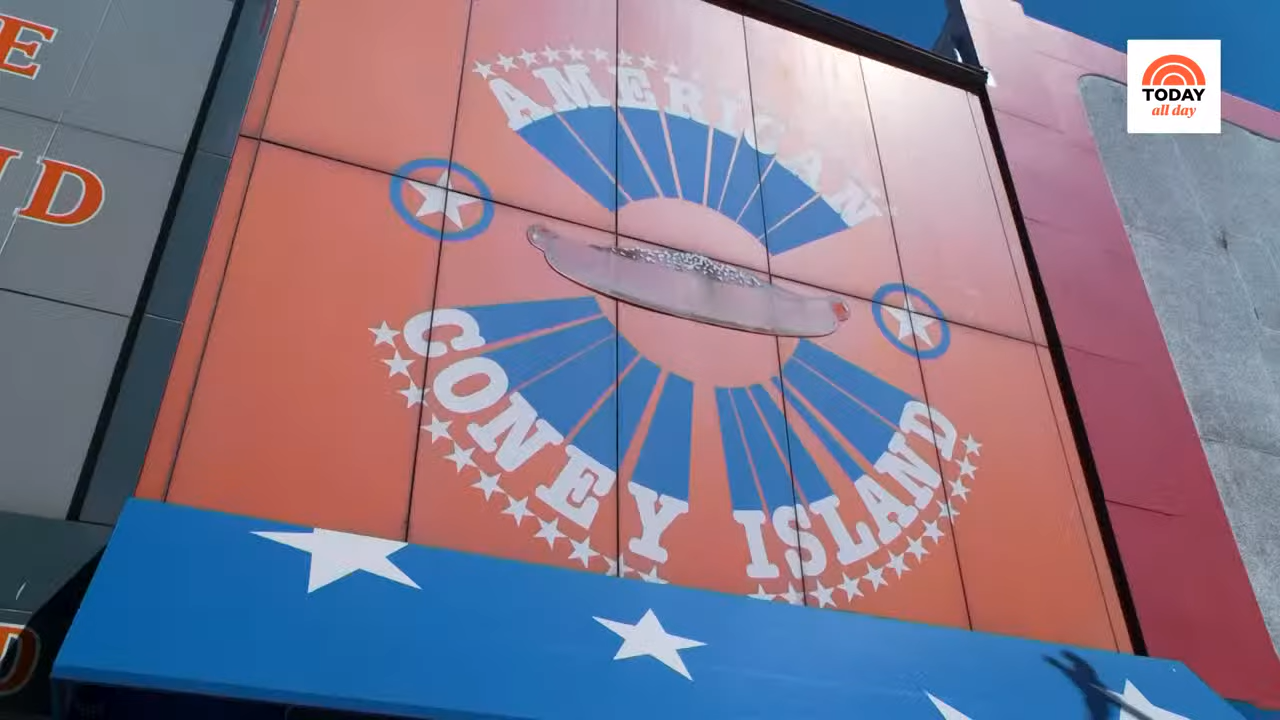 E
D
AMERICAN
CONEY ISLAND
TODAY
all day